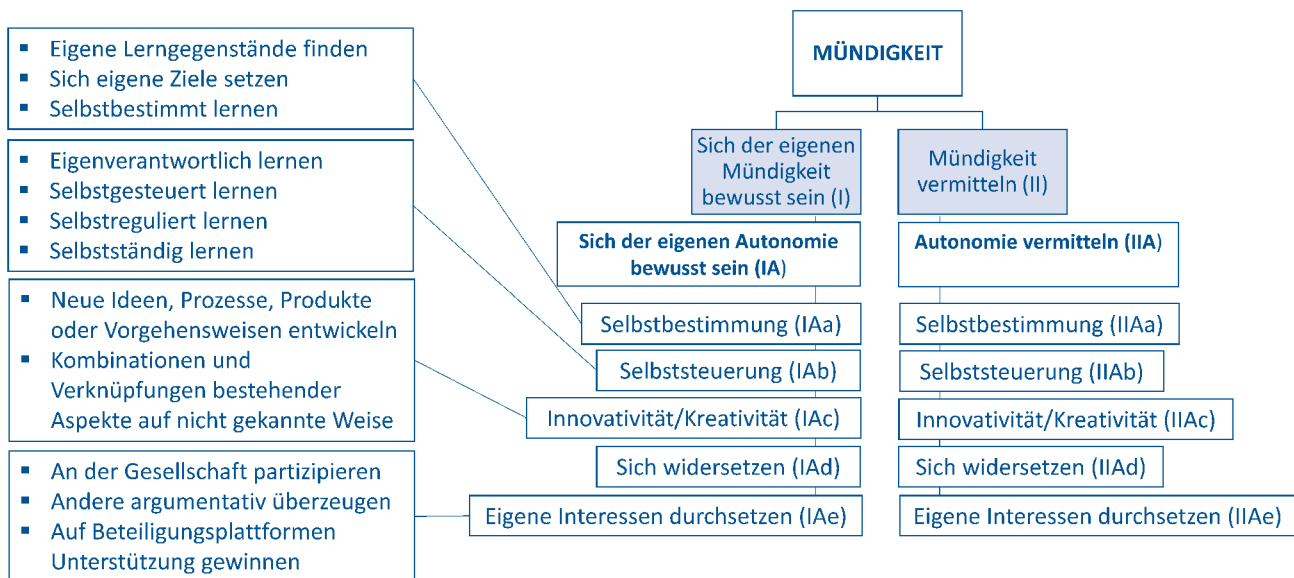 ▪ Eigene Lerngegenstände finden
▪ Sich eigene Ziele setzen
▪ Selbstbestimmt lernen
▪ Eigenverantwortlich lernen
▪ Selbstgesteuert lernen
▪ Selbstreguliert lernen
▪ Selbstständig lernen
▪ Neue Ideen, Prozesse, Produkte
oder Vorgehensweisen entwickeln
▪ Kombinationen und
Verknüpfungen bestehender
Aspekte auf nicht gekannte Weise
▪ An der Gesellschaft partizipieren
▪ Andere argumentativ überzeugen
▪ Auf Beteiligungsplattformen
Unterstützung gewinnen
MÜNDIGKEIT
Sich der eigenen
Mündigkeit
bewusst sein (I)
Mündigkeit
vermitteln (II)
Sich der eigenen Autonomie
bewusst sein (IA)
Autonomie vermitteln (IIA)
Selbstbestimmung (IAa)
Selbstbestimmung (IIAa)
Selbststeuerung (IAb)
Selbststeuerung (IIAb)
Innovativität/Kreativität (IAc)
Innovativität/Kreativität (IIAc)
Sich widersetzen (IAd)
Sich widersetzen (IIAd)
Eigene Interessen durchsetzen (IAe)
Eigene Interessen durchsetzen (IIAe)